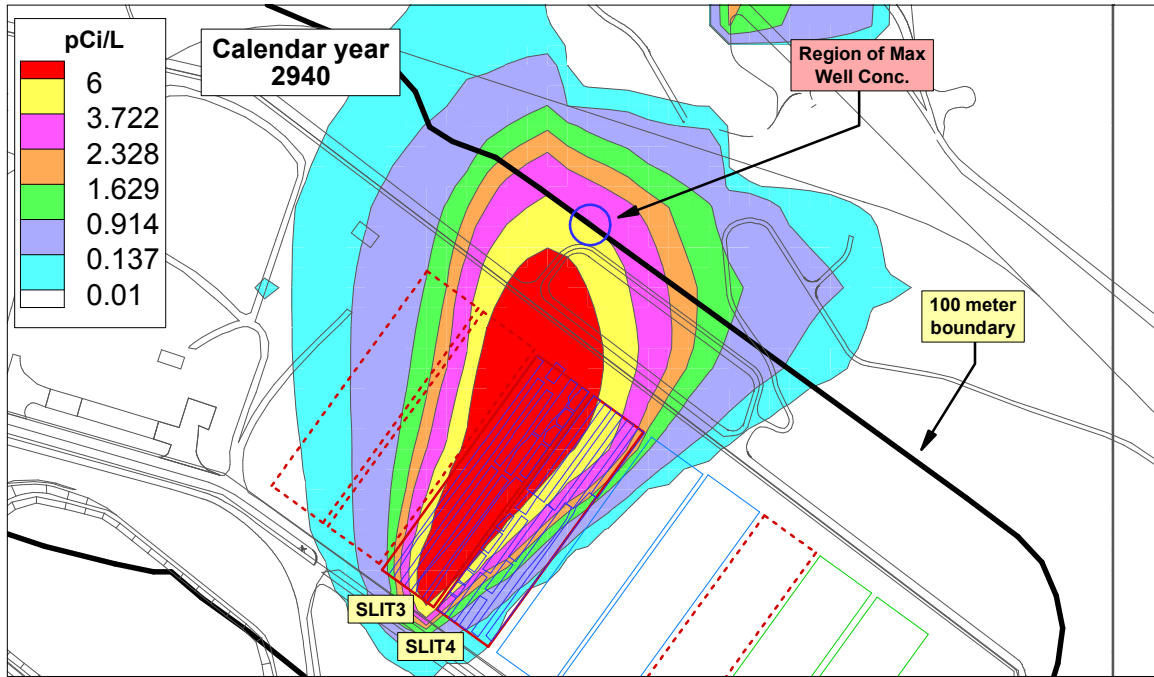 pCi/L
6
3.722
2.328
1.629
0.914
0.137
0.01
Calendar year
2940
Region of Max
Well Conc.
100 meter
boundary
SLIT3
SLIT4